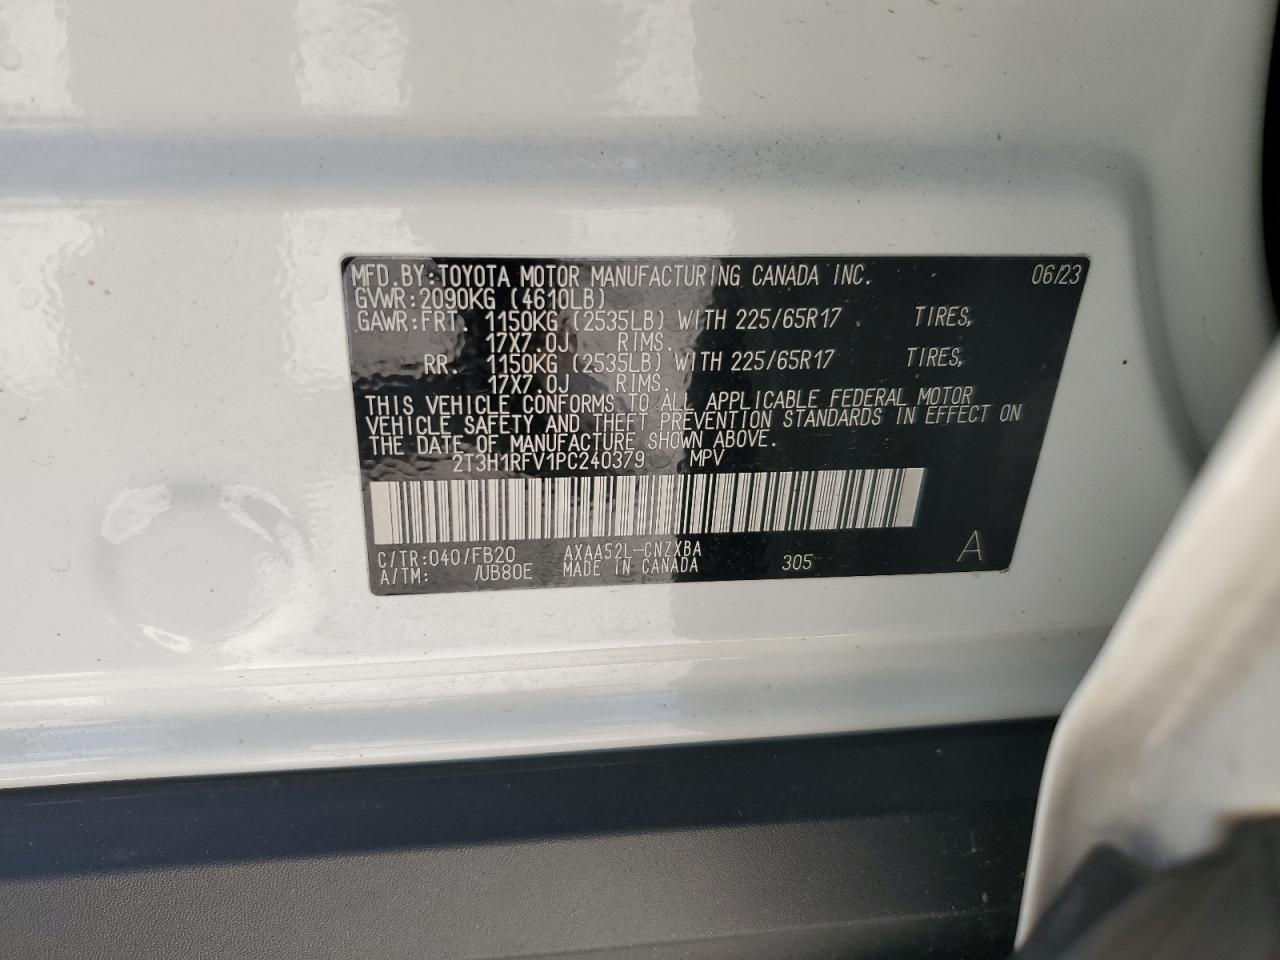 MFD.BY:TOYOTA MOTOR MANUFACTURING CANADA INC. 06/23
GVWR:2090KG (4610LB)
GAWR:FRT. 1150KG (2535LB) WITH 225/65R17 TIRES,
17X7.0J RIMS.
RR. 1150KG (2535LB) WITH 225/65R17 TIRES,
17X7.0J RIMS.
THIS VEHICLE CONFORMS TO ALL APPLICABLE FEDERAL MOTOR
VEHICLE SAFETY AND THEFT PREVENTION STANDARDS IN EFFECT ON
THE DATE OF MANUFACTURE SHOWN ABOVE.
2T3H1RFV1PC240379 MPV
C/TR:040/FB20 AXAA52L-CNZXBA
A/TM: /UB80E MADE IN CANADA 305 A